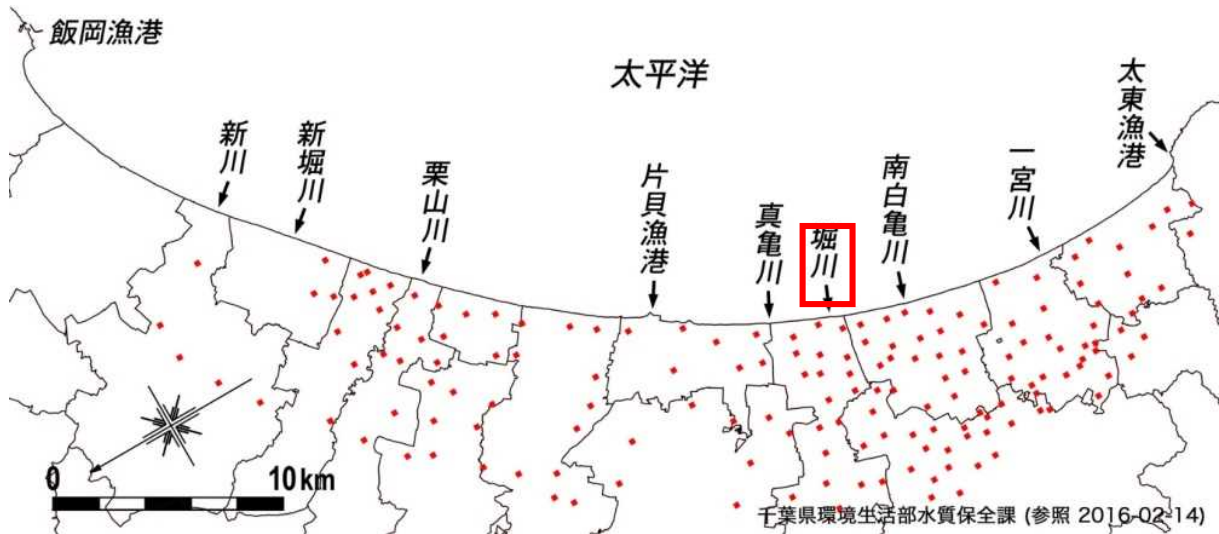 飯岡漁港
太平洋
新川
新堀川
栗山川
片貝漁港
真亀川
堀川
南白亀川
一宮川
太東漁港
0
10km
千葉県環境生活部水質保全課 (参照 2016-02-14)